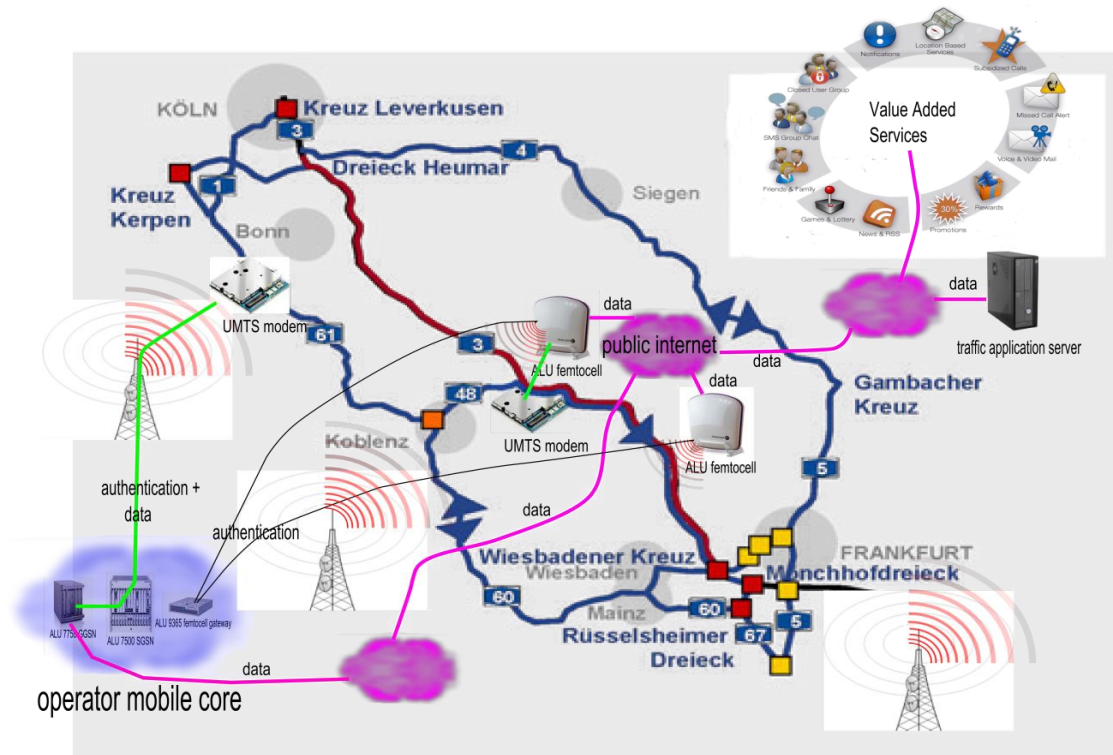 Notifications
Location Based
Services
Subsidized Calls
Closed User Group
Missed Call Alert
Value Added
Services
SMS Group Chat
Voice & Video Mail
Friends & Family
Rewards
Games & Lottery
30%
News & RSS
Promotions
KÖLN
Kreuz Leverkusen
3
Dreieck Heumar
4
Kreuz
Kerpen
1
Siegen
Bonn
UMTS modem
61
data
data
traffic application server
public internet
data
3
ALU femtocell
data
Gambacher
Kreuz
48
UMTS modem
Koblenz
ALU femtocell
5
authentication +
data
data
authentication
Wiesbadener Kreuz
FRANKFURT
Wiesbaden
Mönchhofdreieck
60
Mainz
60
5
Rüsselsheimer
Dreieck
67
ALU 7500 SGSN
ALU 9365 femtocell gateway
data
operator mobile core